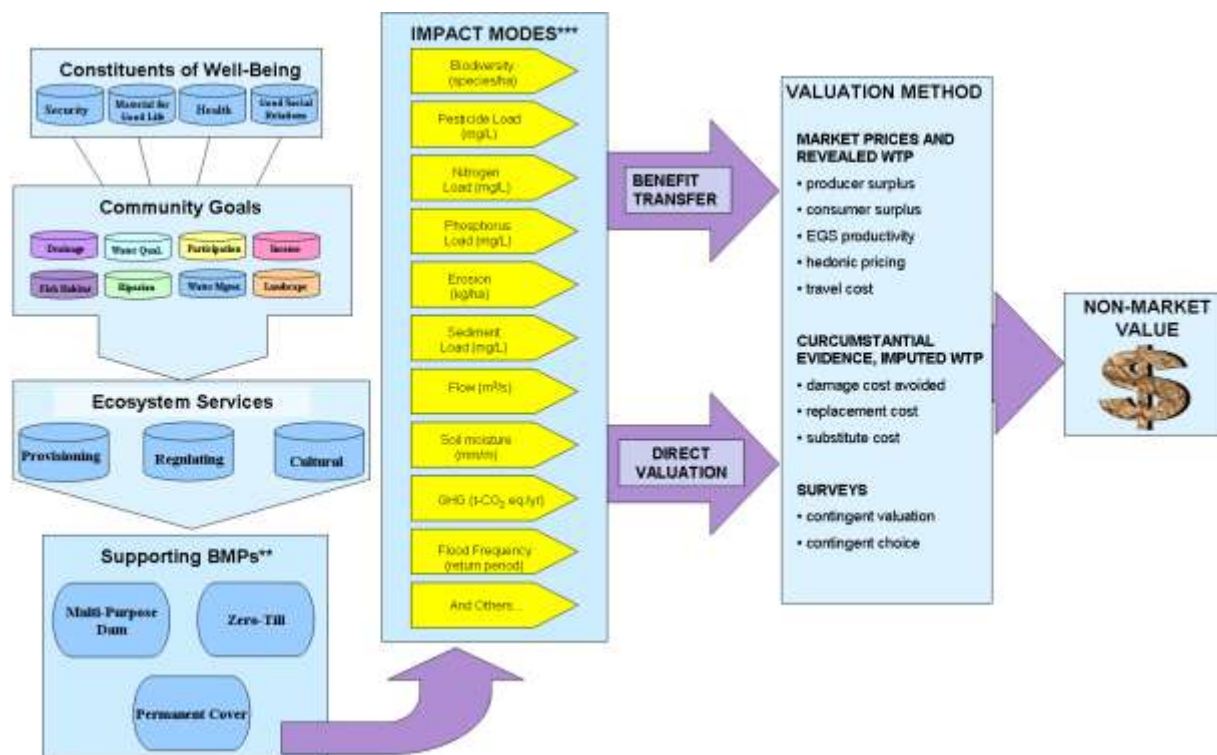 Constituents of Well-Being
Security
Material for
Good Life
Health
Good Social
Relations
Community Goals
Drainage
Water Qual.
Participation
Income
Fish Habitat
Riparian
Water Mgmt
Landscape
Ecosystem Services
Provisioning
Regulating
Cultural
Supporting BMPs**
Multi-Purpose
Dam
Zero-Till
Permanent Cover
IMPACT MODES***
Biodiversity
(species/ha)
Pesticide Load
(mg/L)
Nitrogen
Load (mg/L)
Phosphorus
Load (mg/L)
Erosion
(kg/ha)
Sediment
Load (mg/L)
Flow (m³/s)
Soil moisture
(mm/m)
GHG (t-CO₂ eq./yr)
Flood Frequency
(return period)
And Others...
BENEFIT
TRANSFER
DIRECT
VALUATION
VALUATION METHOD
MARKET PRICES AND
REVEALED WTP
• producer surplus
• consumer surplus
• EGS productivity
• hedonic pricing
• travel cost
CURCUMSTANTIAL
EVIDENCE, IMPUTED WTP
• damage cost avoided
• replacement cost
• substitute cost
SURVEYS
• contingent valuation
• contingent choice
NON-MARKET
VALUE
$